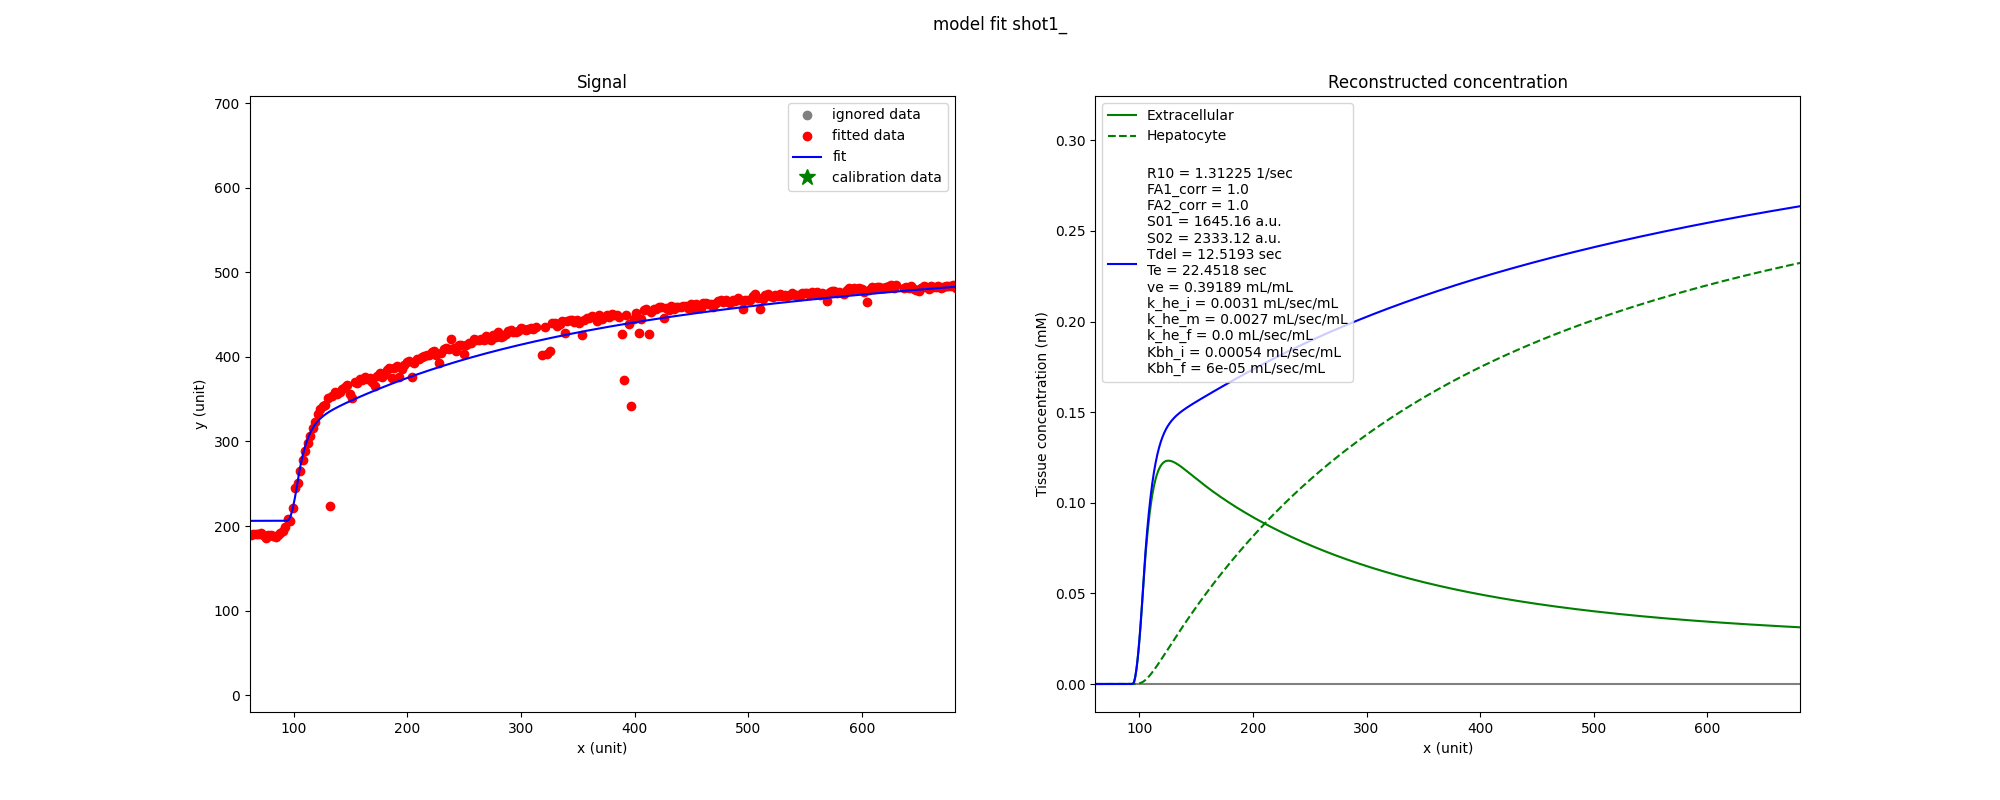 model fit shot1_
Signal
y (unit)
700
600
500
400
300
200
100
0
100 200 300 400 500 600
x (unit)
ignored data
fitted data
fit
calibration data
Reconstructed concentration
Tissue concentration (mM)
0.30
0.25
0.20
0.15
0.10
0.05
0.00
100 200 300 400 500 600
x (unit)
Extracellular
Hepatocyte
R10 = 1.31225 1/sec
FA1_corr = 1.0
FA2_corr = 1.0
S01 = 1645.16 a.u.
S02 = 2333.12 a.u.
Tdel = 12.5193 sec
Te = 22.4518 sec
ve = 0.39189 mL/mL
k_he_i = 0.0031 mL/sec/mL
k_he_m = 0.0027 mL/sec/mL
k_he_f = 0.0 mL/sec/mL
Kbh_i = 0.00054 mL/sec/mL
Kbh_f = 6e-05 mL/sec/mL